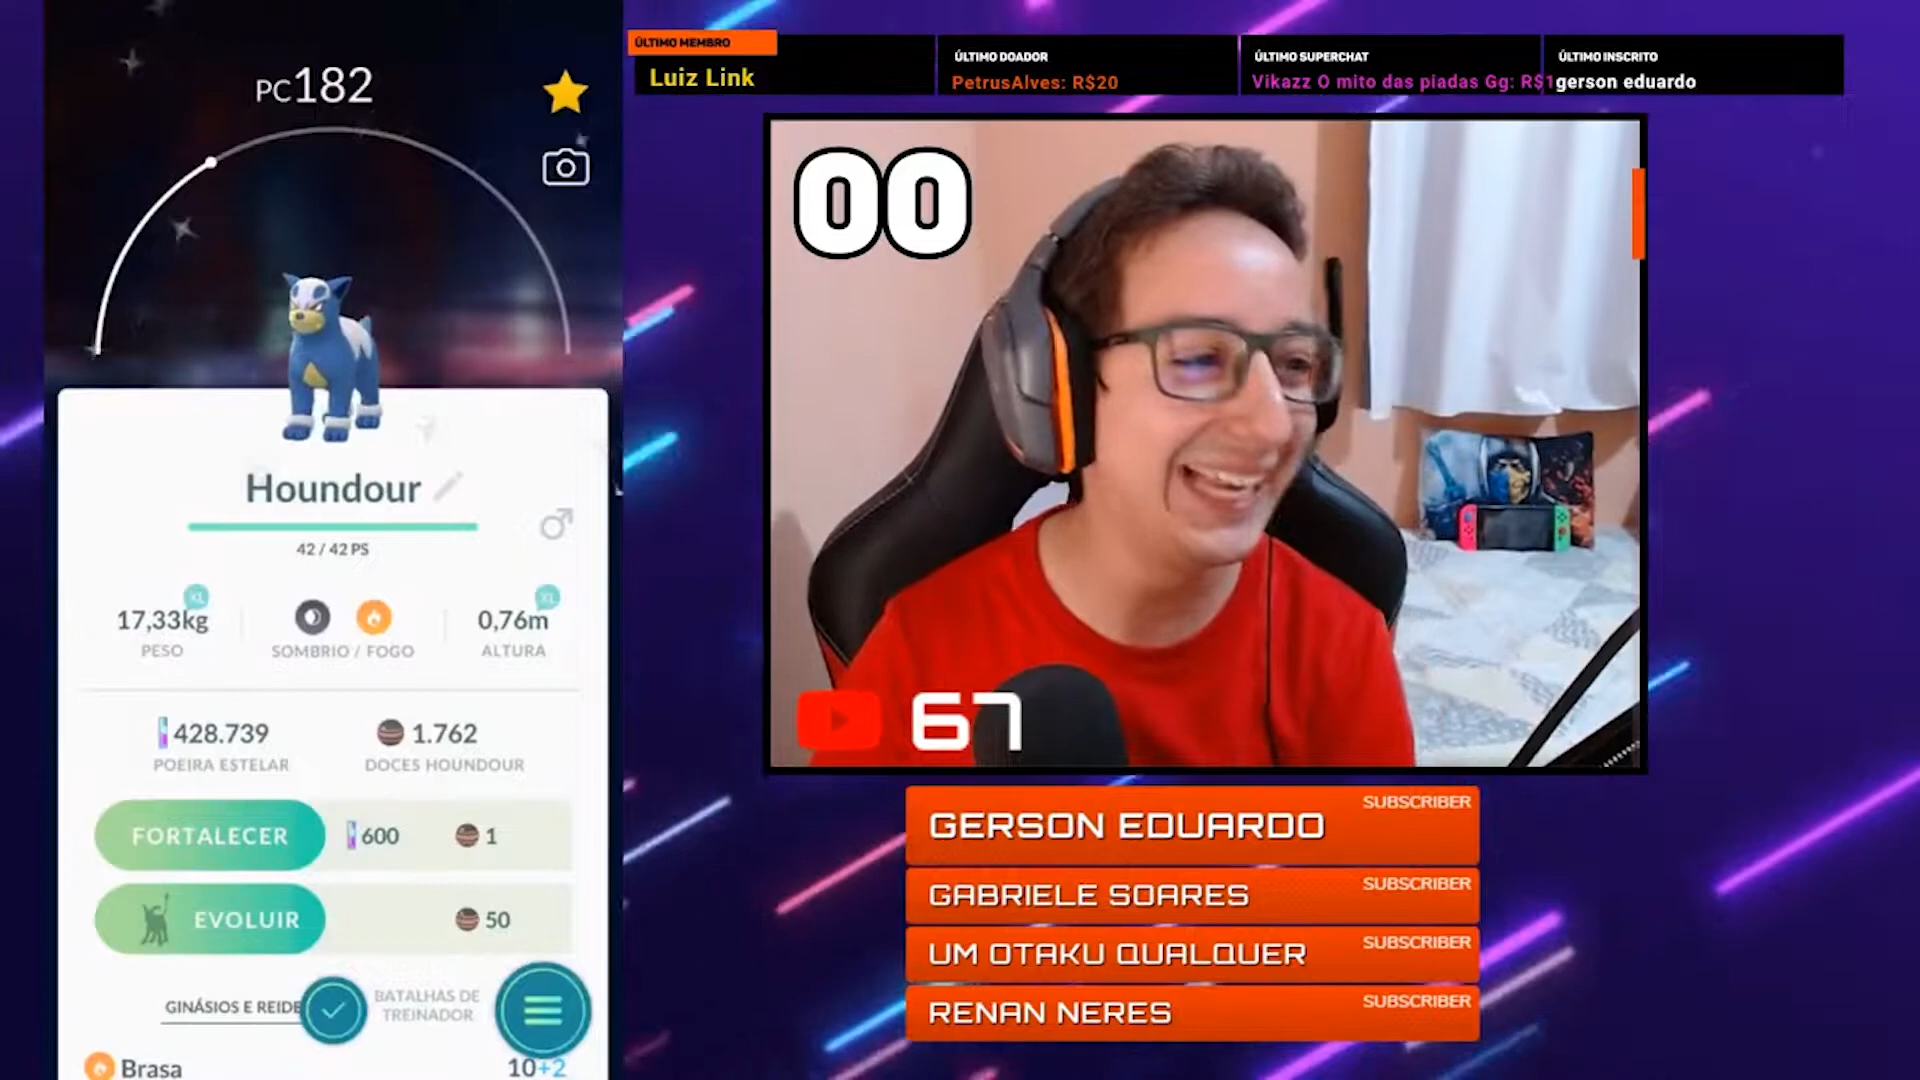 PC182
Houndour
42 / 42 PS
XL
XL
17,33kg
PESO
SOMBRIO / FOGO
0,76m
ALTURA
428.739
POEIRA ESTELAR
1.762
DOCES HOUNDOUR
FORTALECER
600
1
EVOLUIR
50
GINÁSIOS E REIDE
BATALHAS DE
TREINADOR
Brasa
10+2
ÚLTIMO MEMBRO
Luiz Link
ÚLTIMO DOADOR
PetrusAlves: R$20
ÚLTIMO SUPERCHAT
Vikazz O mito das piadas Gg: R$1
ÚLTIMO INSCRITO
gerson eduardo
00
67
GERSON EDUARDO
SUBSCRIBER
GABRIELE SOARES
SUBSCRIBER
UM OTAKU QUALQUER
SUBSCRIBER
RENAN NERES
SUBSCRIBER